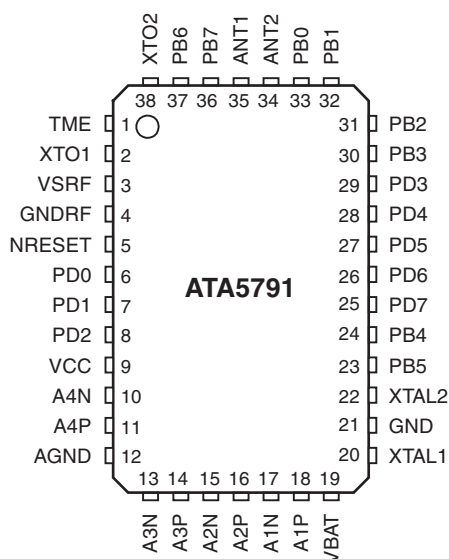 XTO2 PB6 PB7 ANT1 ANT2 PB0 PB1
38 37 36 35 34 33 32
TME 1 31 PB2
XTO1 2 30 PB3
VSRF 3 29 PD3
GNDRF 4 28 PD4
NRESET 5 27 PD5
PD0 6 26 PD6
ATA5791
PD1 7 25 PD7
PD2 8 24 PB4
VCC 9 23 PB5
A4N 10 22 XTAL2
A4P 11 21 GND
AGND 12 20 XTAL1
13 14 15 16 17 18 19
A3N A3P A2N A2P A1N A1P VBAT